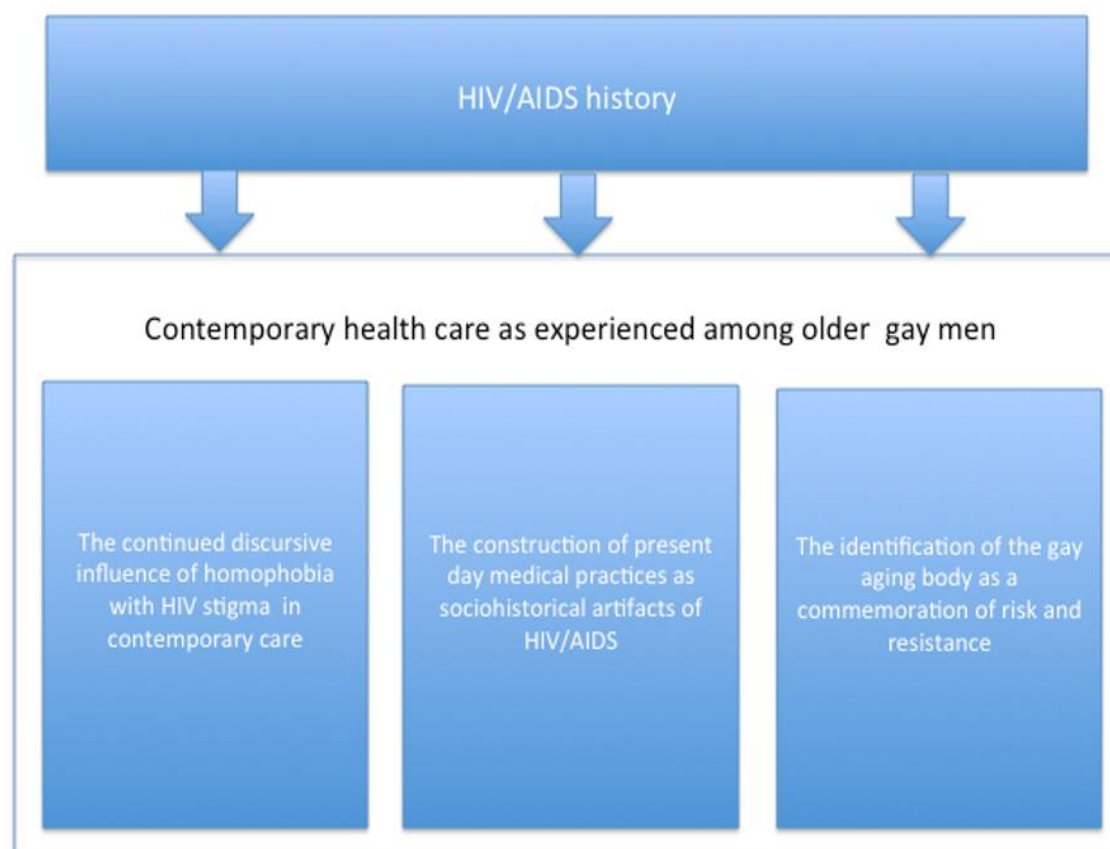 HIV/AIDS history
Contemporary health care as experienced among older  gay men
The continued discursive
influence of homophobia
with HIV stigma  in
contemporary care
The construction of present
day medical practices as
sociohistorical artifacts of
HIV/AIDS
The identification of the gay
aging body as a
commemoration of risk and
resistance